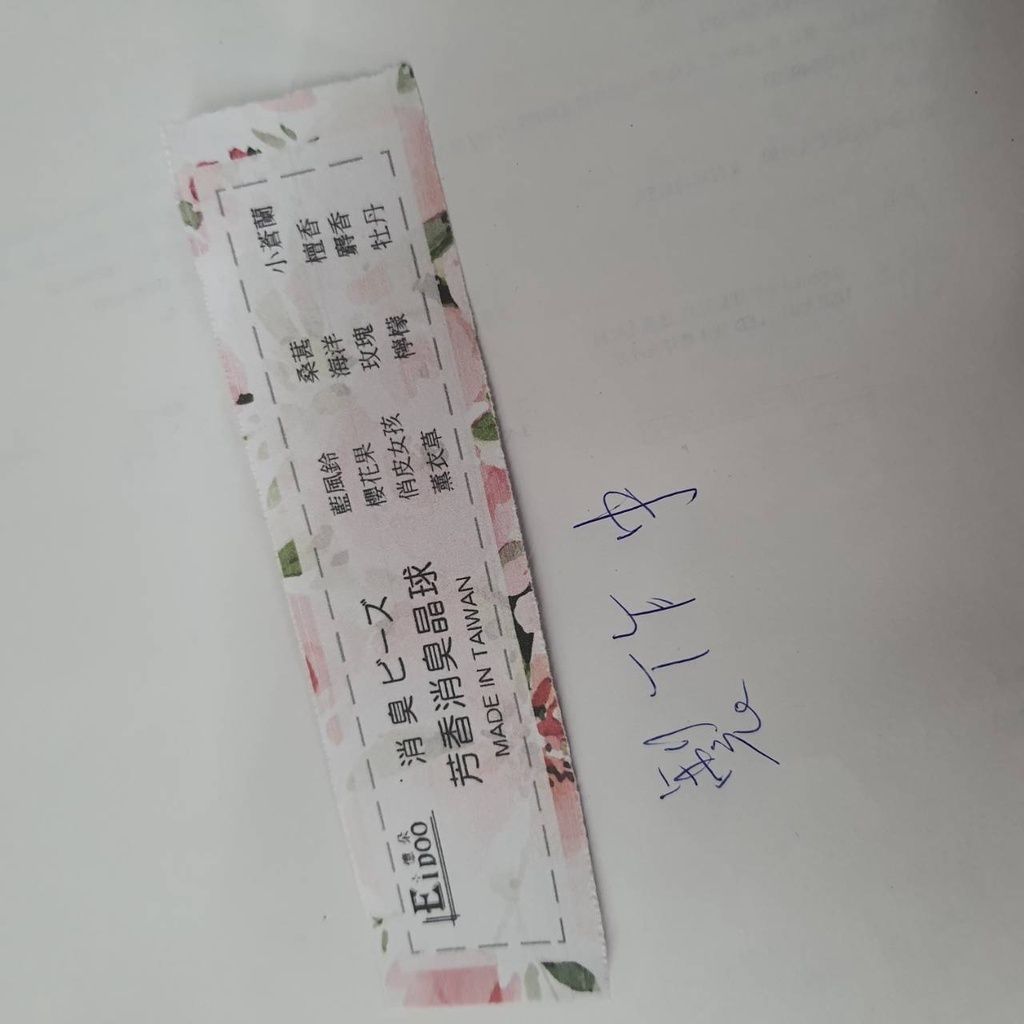 EiDOO
消臭ビーズ
芳香消臭晶球
MADE IN TAIWAN
藍風鈴 桑葚 小蒼蘭
櫻花果 海洋 檀香
俏皮女孩 玫瑰 麝香
薰衣草 檸檬 牡丹
製作中